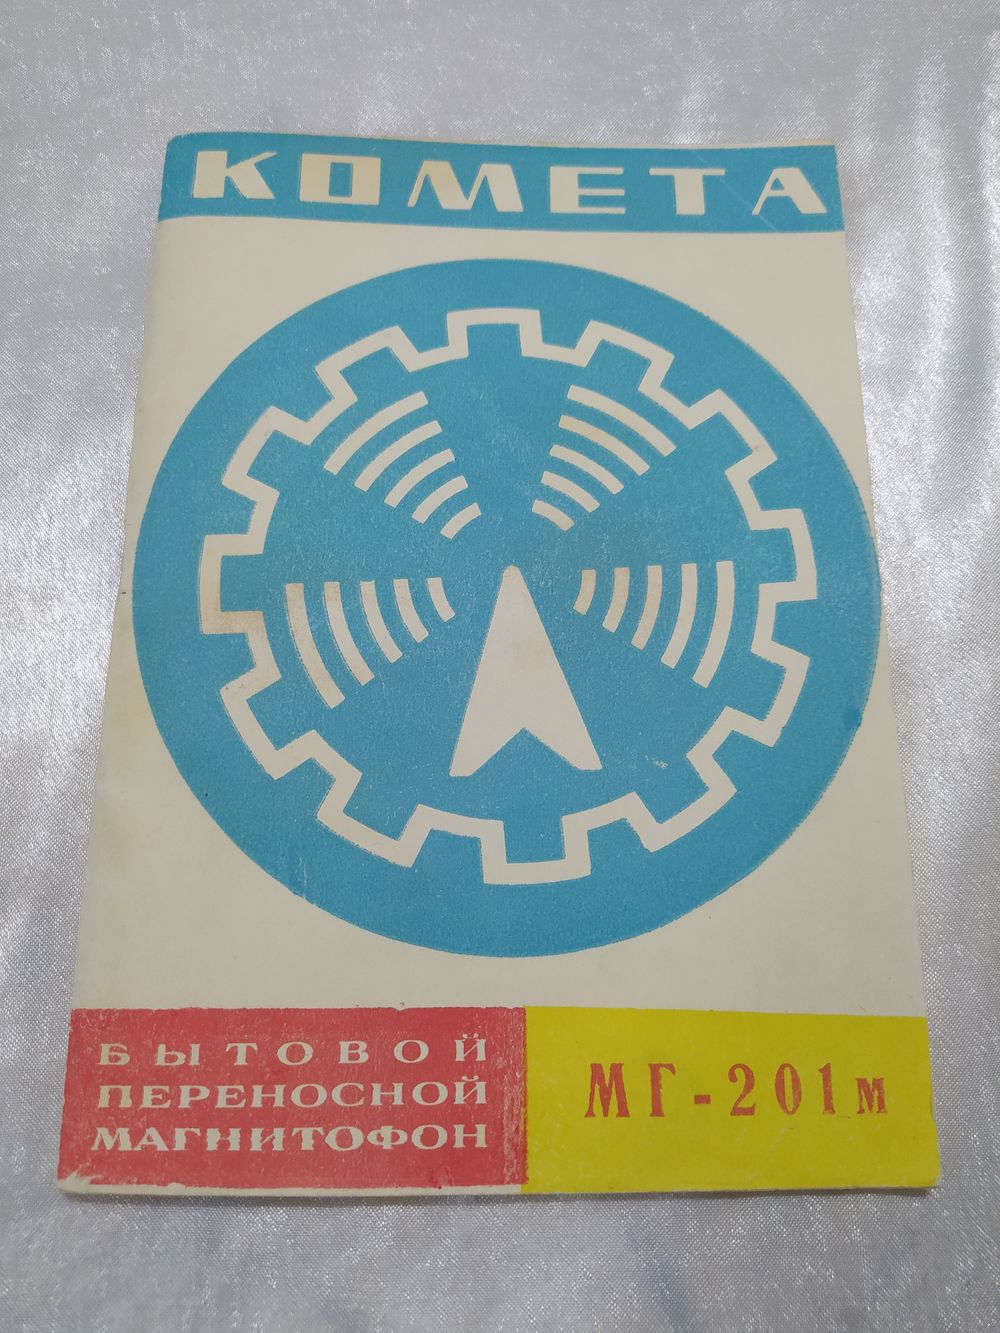 КОМЕТА
БЫТОВОЙ
ПЕРЕНОСНОЙ
МАГНИТОФОН
МГ-201м